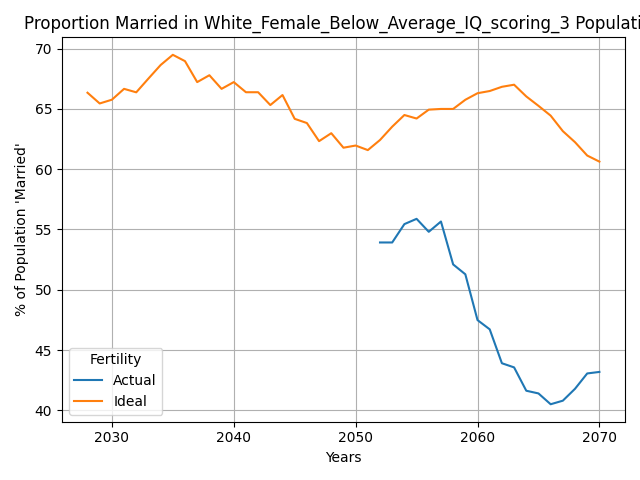 Proportion Married in White_Female_Below_Average_IQ_scoring_3 Populati
% of Population 'Married'
70
65
60
55
50
45
40
Fertility
Actual
Ideal
2030 2040 2050 2060 2070
Years